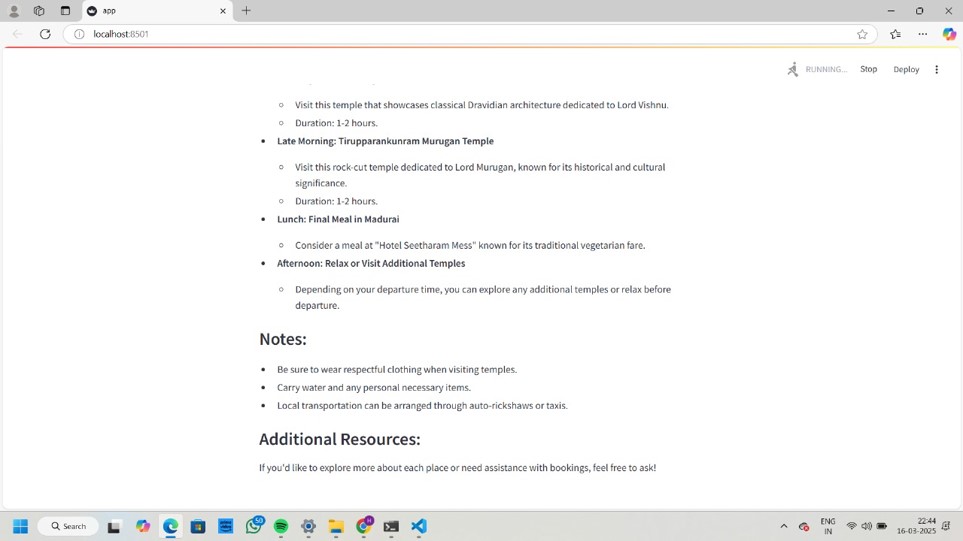 app
localhost:8501
RUNNING... Stop Deploy
Visit this temple that showcases classical Dravidian architecture dedicated to Lord Vishnu.
Duration: 1-2 hours.
Late Morning: Tirupparankunram Murugan Temple
Visit this rock-cut temple dedicated to Lord Murugan, known for its historical and cultural
significance.
Duration: 1-2 hours.
Lunch: Final Meal in Madurai
Consider a meal at "Hotel Seetharam Mess" known for its traditional vegetarian fare.
Afternoon: Relax or Visit Additional Temples
Depending on your departure time, you can explore any additional temples or relax before
departure.
Notes:
Be sure to wear respectful clothing when visiting temples.
Carry water and any personal necessary items.
Local transportation can be arranged through auto-rickshaws or taxis.
Additional Resources:
If you'd like to explore more about each place or need assistance with bookings, feel free to ask!
Search
50
H
ENG
IN
22:44
16-03-2025